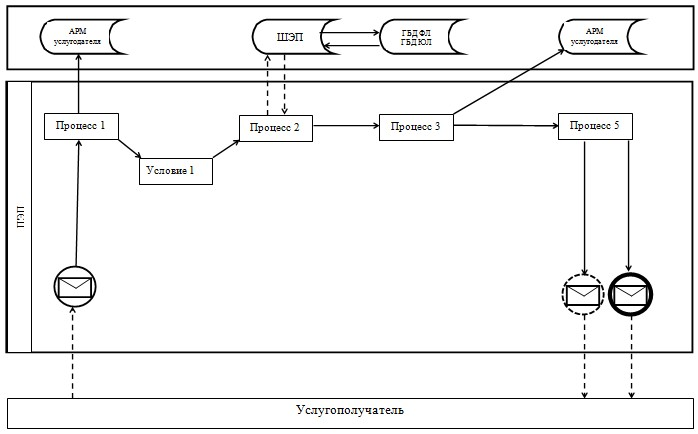 АРМ
услугодателя
ШЭП
ГБД ФЛ
ГБД ЮЛ
АРМ
услугодателя
Процесс 1
Процесс 2
Процесс 3
Процесс 5
Условие 1
ПЭП
Услугополучатель